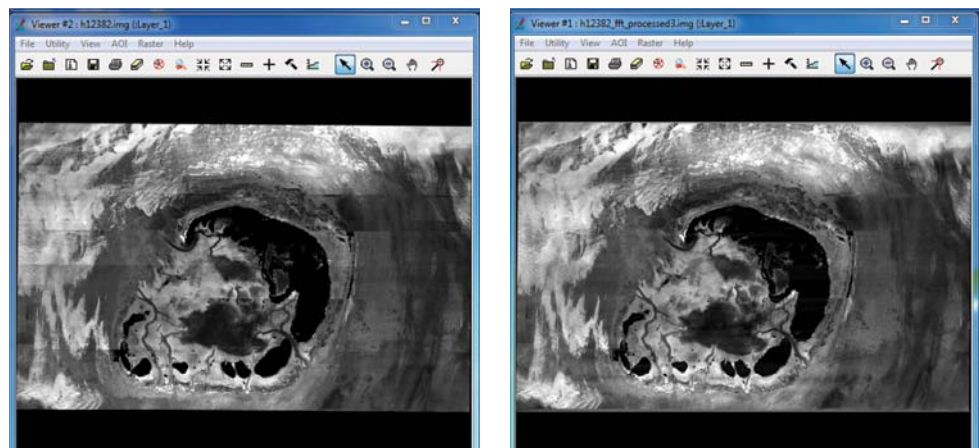 Viewer #2 : h12382.img (:Layer_1)
File Utility View AOI Raster Help
Viewer #1 : h12382_fft_processed3.img (:Layer_1)
File Utility View AOI Raster Help